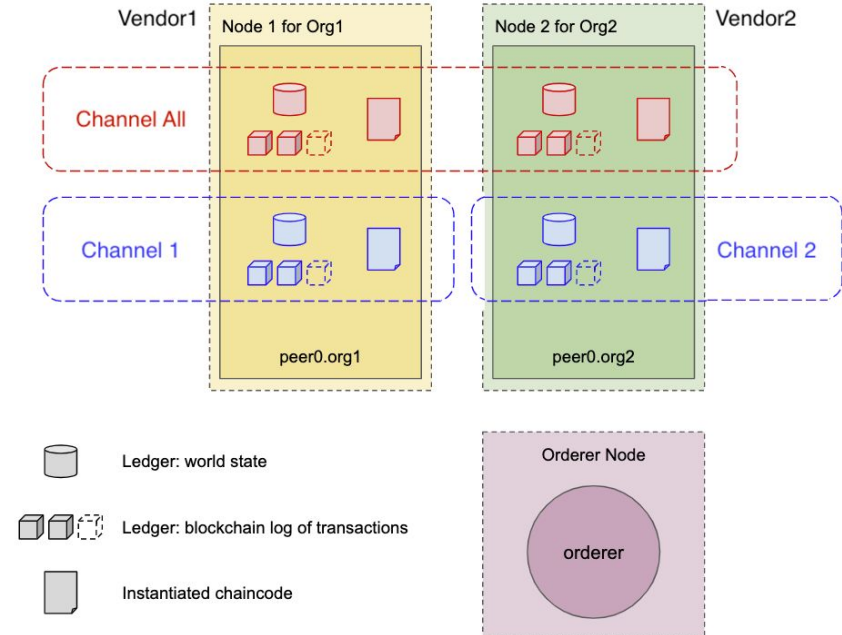 Vendor1
Node 1 for Org1
Node 2 for Org2
Vendor2
Channel All
Channel 1
Channel 2
peer0.org1
peer0.org2
Ledger: world state
Ledger: blockchain log of transactions
Instantiated chaincode
Orderer Node
orderer